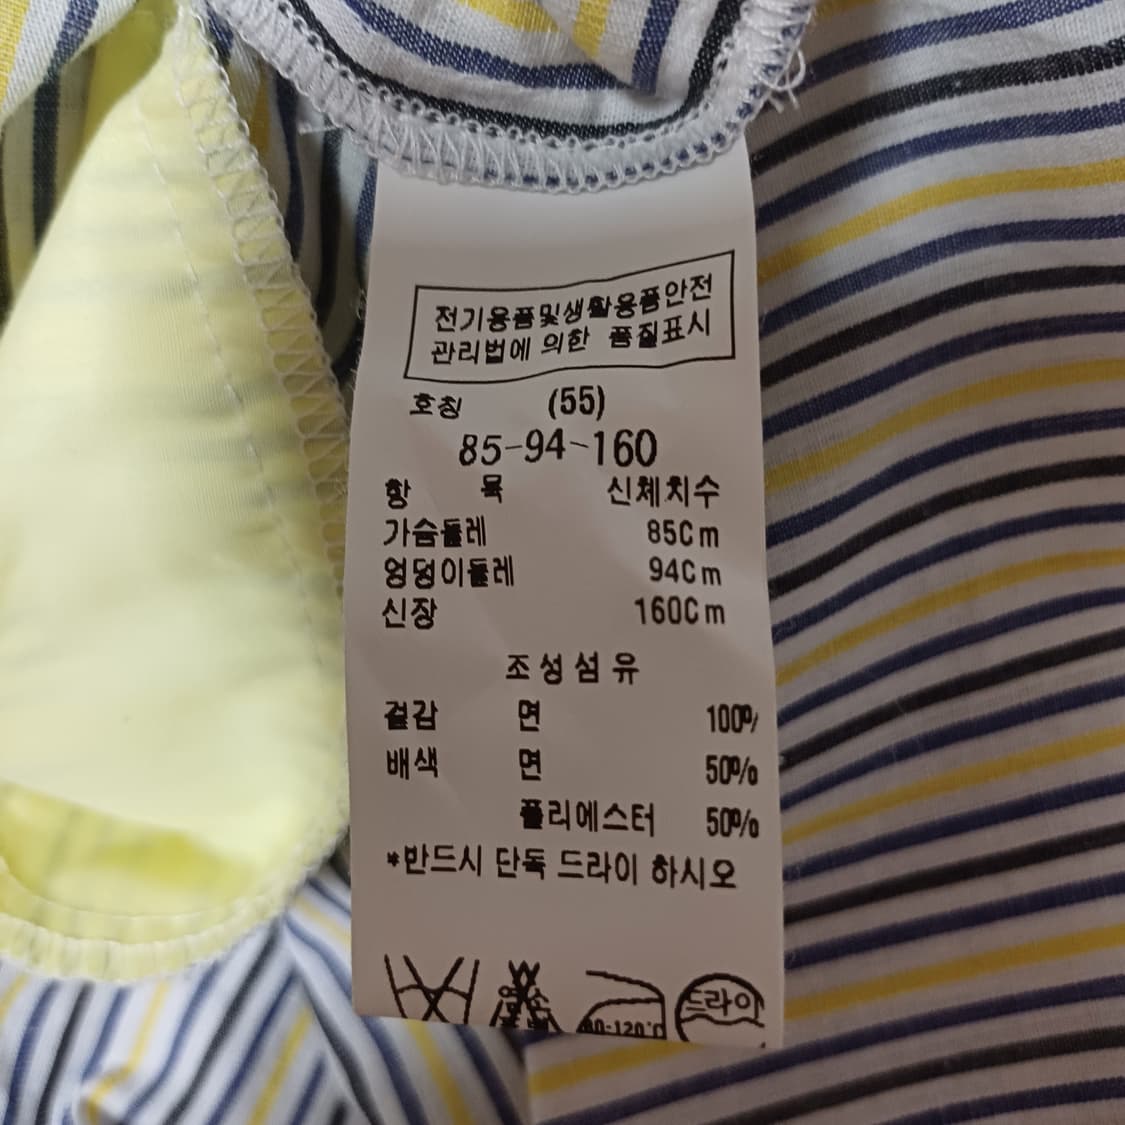 전기용품및생활용품안전
관리법에 의한 품질표시
호칭 (55)
85-94-160
항 목 신체치수
가슴둘레 85Cm
엉덩이둘레 94Cm
신장 160Cm
조성섬유
겉감 면 100%
배색 면 50%
폴리에스터 50%
*반드시 단독 드라이 하시오
80-120℃ 드라이